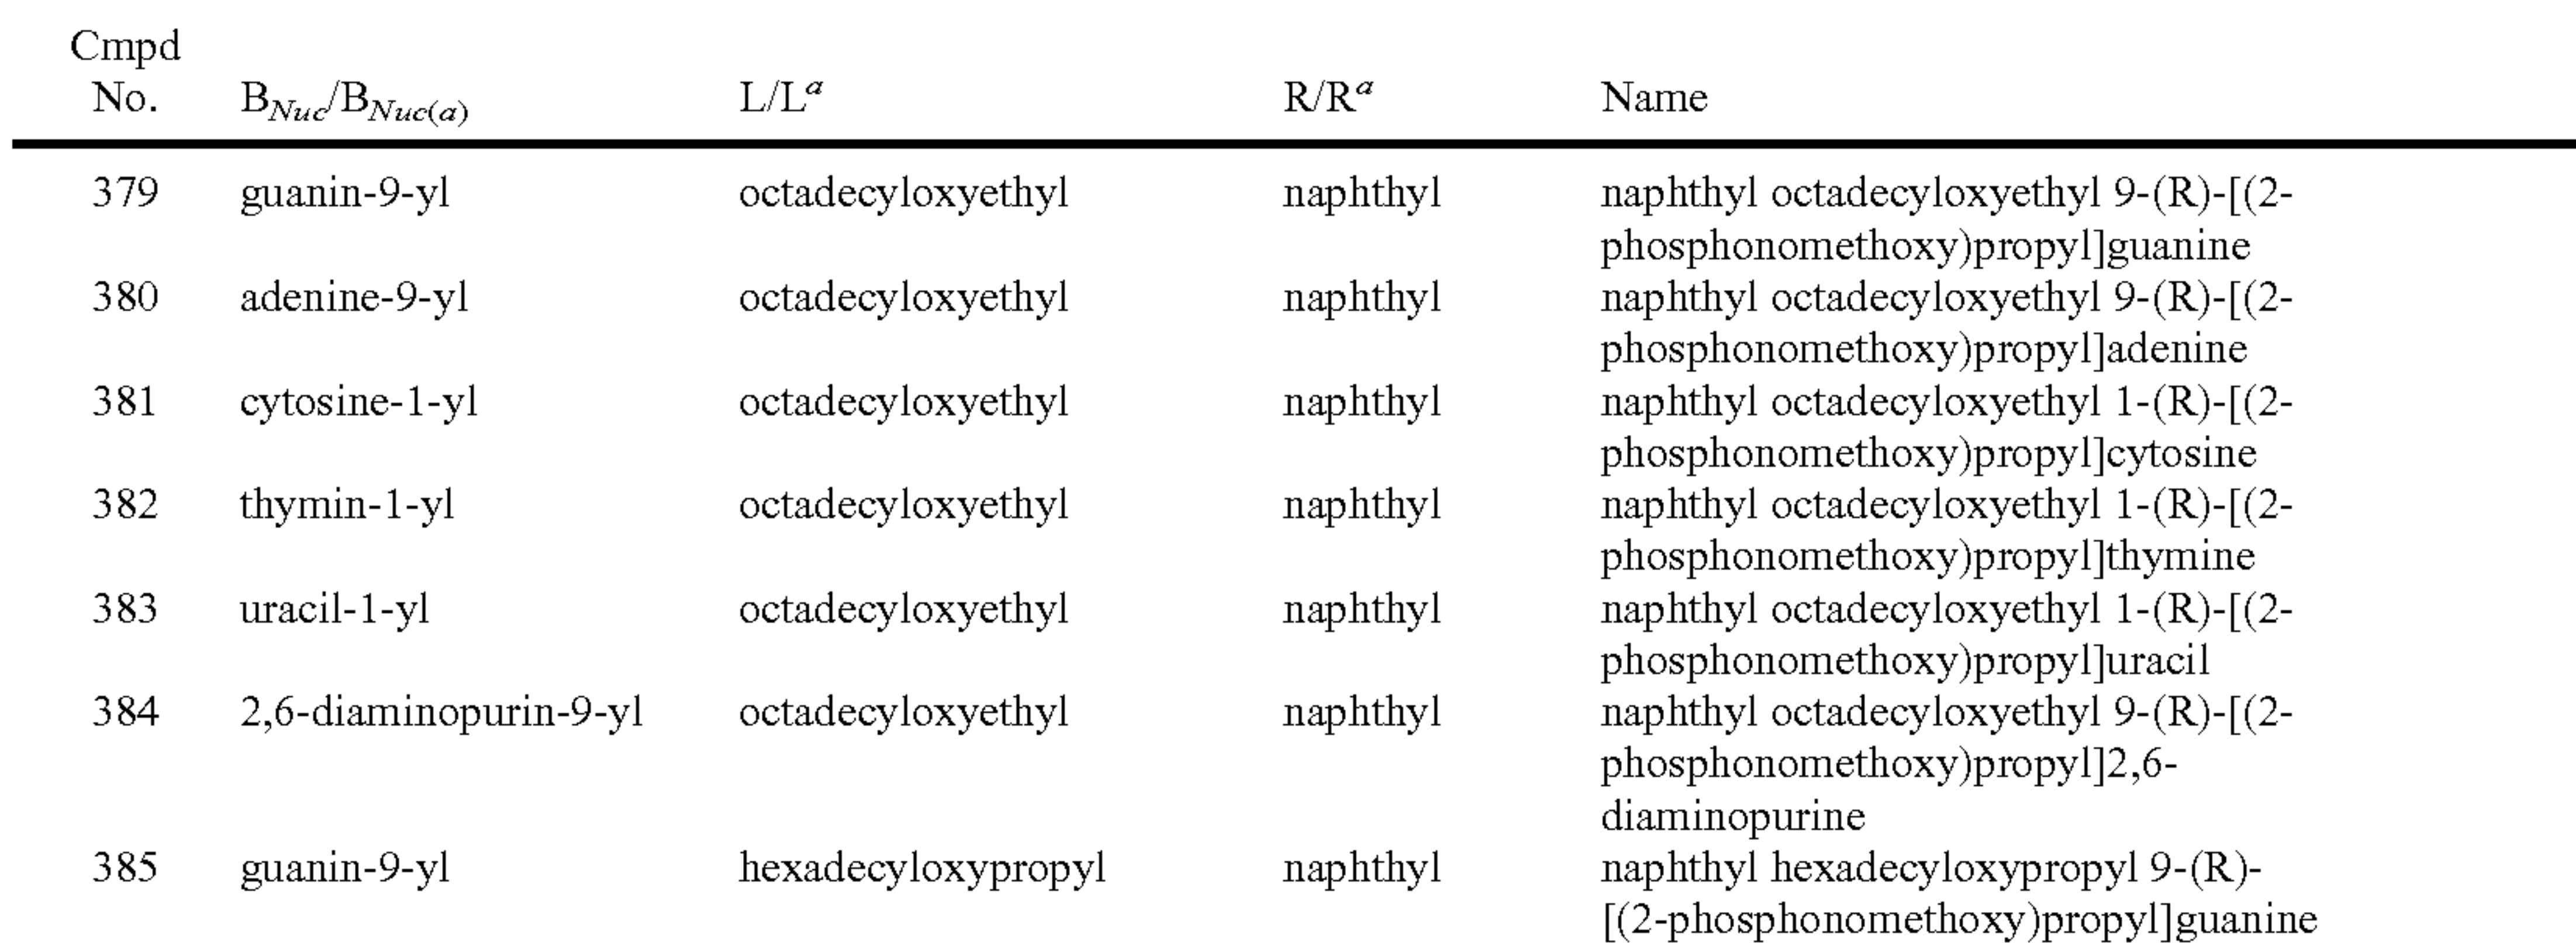 Cmpd
No. B_Nuc/B_Nuc(a) L/L^a R/R^a Name
379 guanin-9-yl octadecyloxyethyl naphthyl naphthyl octadecyloxyethyl 9-(R)-[(2-
phosphonomethoxy)propyl]guanine
380 adenine-9-yl octadecyloxyethyl naphthyl naphthyl octadecyloxyethyl 9-(R)-[(2-
phosphonomethoxy)propyl]adenine
381 cytosine-1-yl octadecyloxyethyl naphthyl naphthyl octadecyloxyethyl 1-(R)-[(2-
phosphonomethoxy)propyl]cytosine
382 thymin-1-yl octadecyloxyethyl naphthyl naphthyl octadecyloxyethyl 1-(R)-[(2-
phosphonomethoxy)propyl]thymine
383 uracil-1-yl octadecyloxyethyl naphthyl naphthyl octadecyloxyethyl 1-(R)-[(2-
phosphonomethoxy)propyl]uracil
384 2,6-diaminopurin-9-yl octadecyloxyethyl naphthyl naphthyl octadecyloxyethyl 9-(R)-[(2-
phosphonomethoxy)propyl]2,6-
diaminopurine
385 guanin-9-yl hexadecyloxypropyl naphthyl naphthyl hexadecyloxypropyl 9-(R)-
[(2-phosphonomethoxy)propyl]guanine